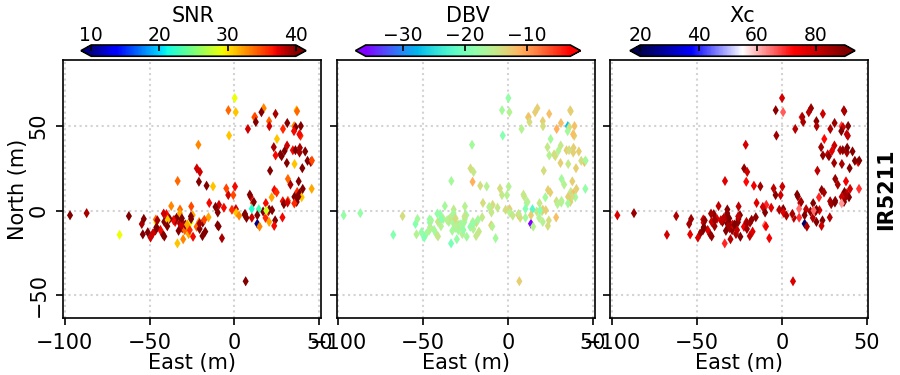 SNR DBV Xc
10 20 30 40 −30 −20 −10 20 40 60 80
North (m)
50
0
−50
−100 −50 0 50 −100 −50 0 50 −100 −50 0 50
East (m) East (m) East (m)
IR5211